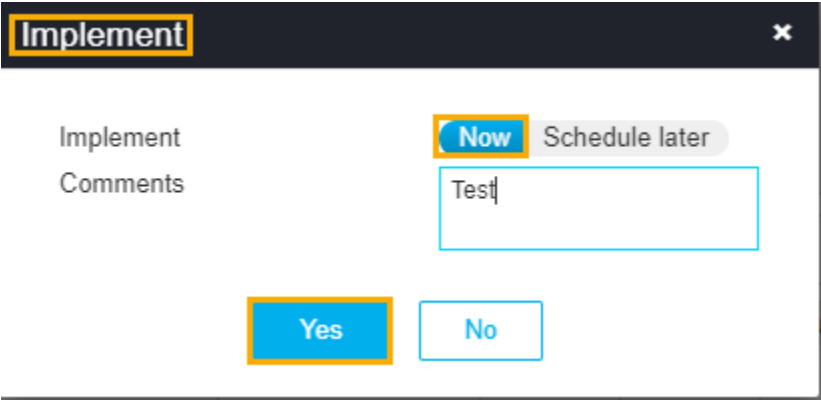 Implement
Implement Now Schedule later
Comments Test
Yes No